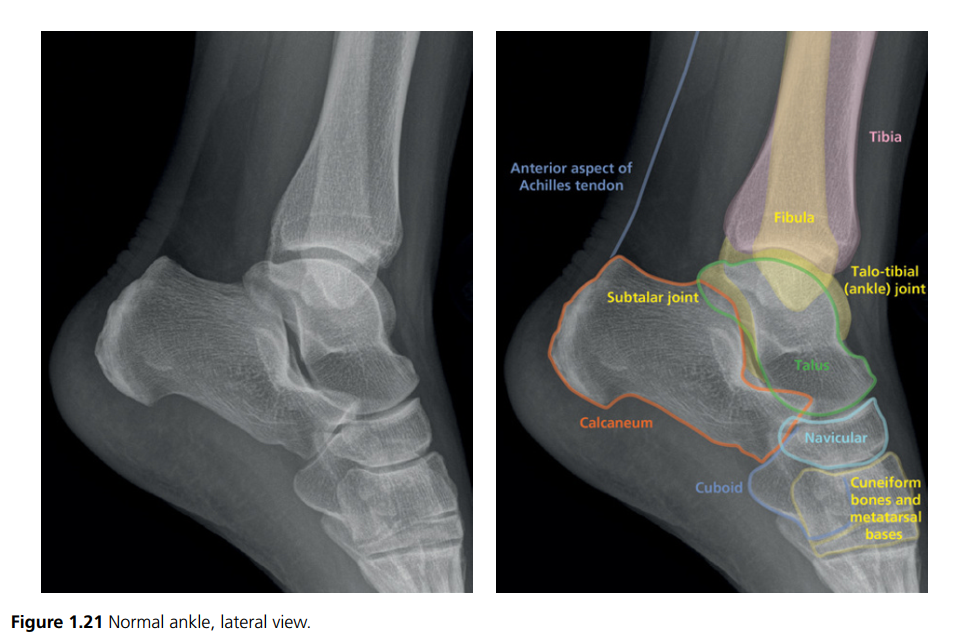 Anterior aspect of
Achilles tendon
Tibia
Fibula
Talo-tibial
(ankle) joint
Subtalar joint
Talus
Calcaneum
Navicular
Cuboid
Cuneiform
bones and
metatarsal
bases
Figure 1.21 Normal ankle, lateral view.